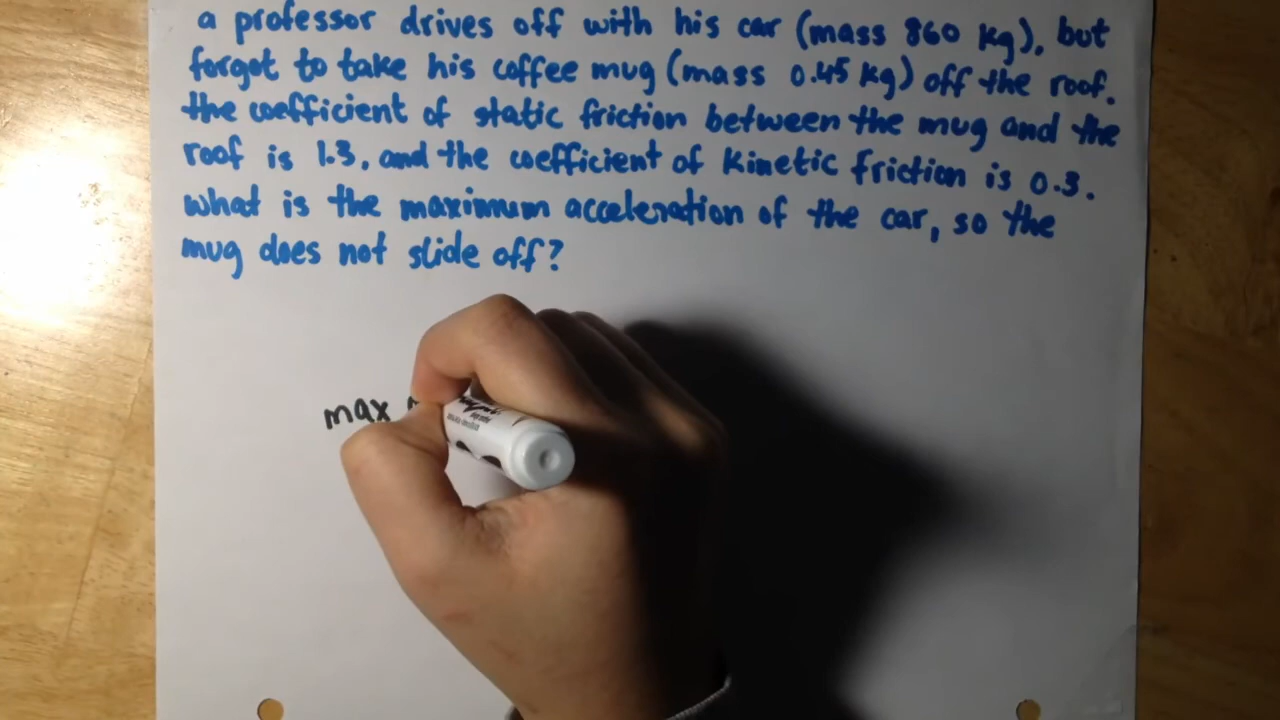 a professor drives off with his car (mass 860 kg), but
forgot to take his coffee mug (mass 0.45 kg) off the roof.
the coefficient of static friction between the mug and the
roof is 1.3, and the coefficient of kinetic friction is 0.3.
what is the maximum acceleration of the car, so the
mug does not slide off?
max